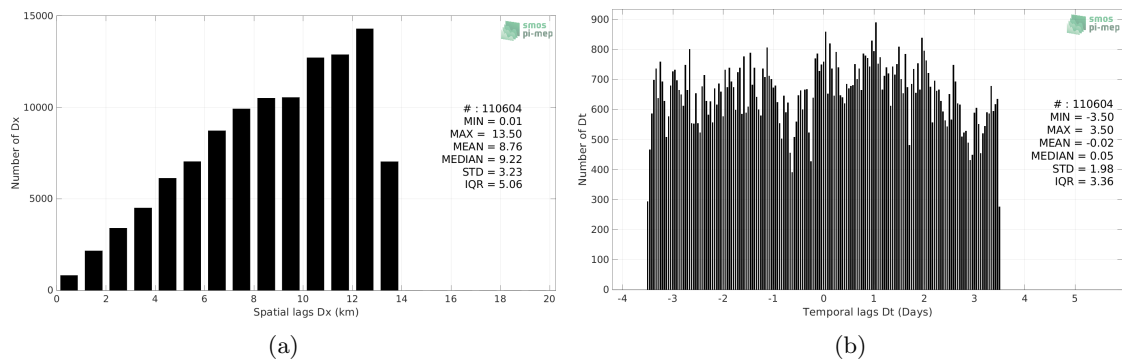 15000
10000
5000
0
Number of Dx
0 2 4 6 8 10 12 14 16 18 20
Spatial lags Dx (km)
smos
pi-mep
# : 110604
MIN = 0.01
MAX = 13.50
MEAN = 8.76
MEDIAN = 9.22
STD = 3.23
IQR = 5.06
(a)
900
800
700
600
500
400
300
200
100
0
Number of Dt
-4 -3 -2 -1 0 1 2 3 4 5
Temporal lags Dt (Days)
smos
pi-mep
# : 110604
MIN = -3.50
MAX = 3.50
MEAN = -0.02
MEDIAN = 0.05
STD = 1.98
IQR = 3.36
(b)